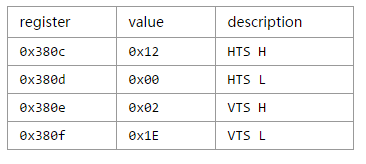 register value description
0x380c 0x12 HTS H
0x380d 0x00 HTS L
0x380e 0x02 VTS H
0x380f 0x1E VTS L